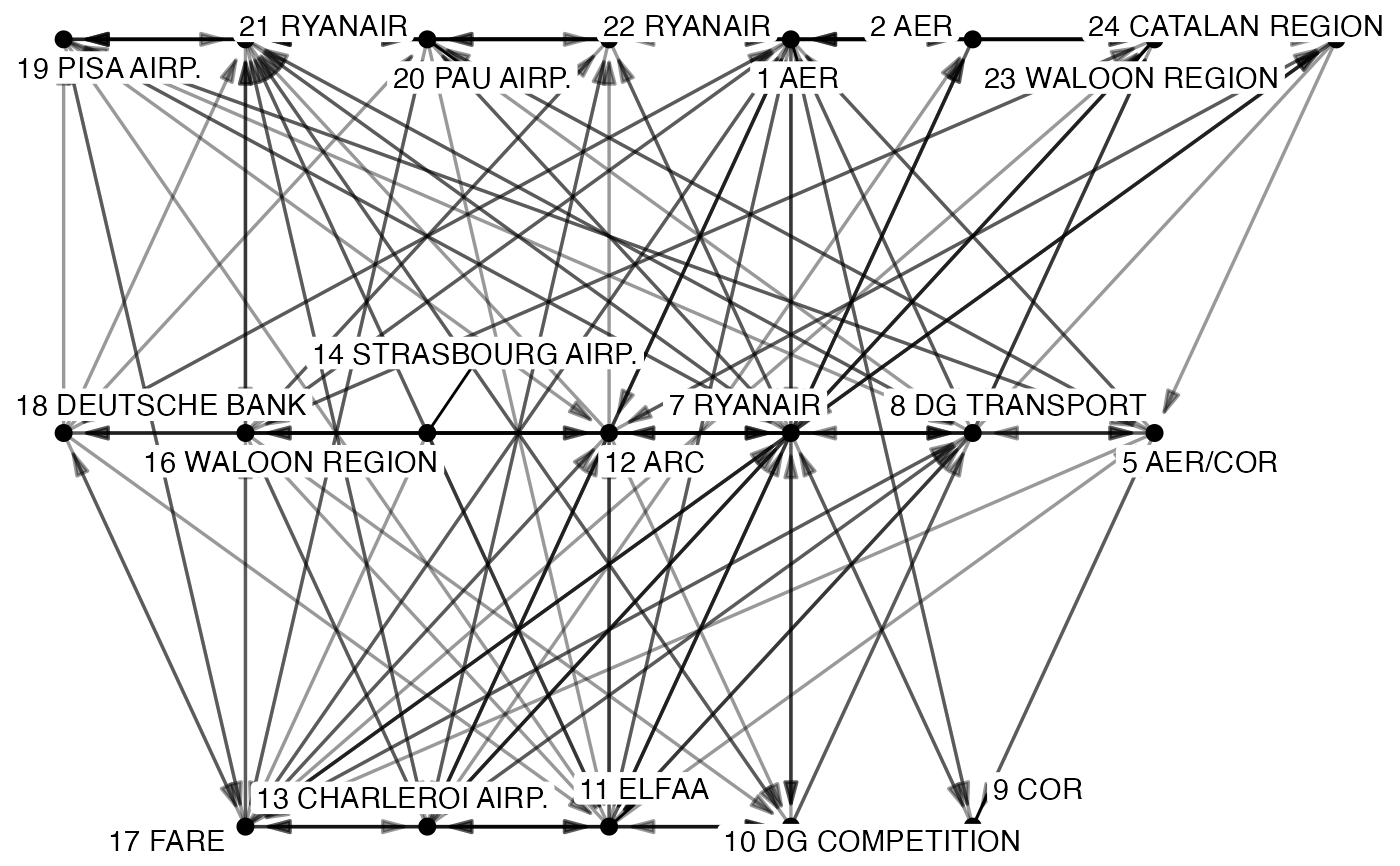 21 RYANAIR
22 RYANAIR
2 AER
24 CATALAN REGION
19 PISA AIRP.
20 PAU AIRP.
1 AER
23 WALOON REGION
14 STRASBOURG AIRP.
18 DEUTSCHE BANK
7 RYANAIR
8 DG TRANSPORT
16 WALOON REGION
12 ARC
5 AER/COR
13 CHARLEROI AIRP.
11 ELFAA
9 COR
17 FARE
10 DG COMPETITION